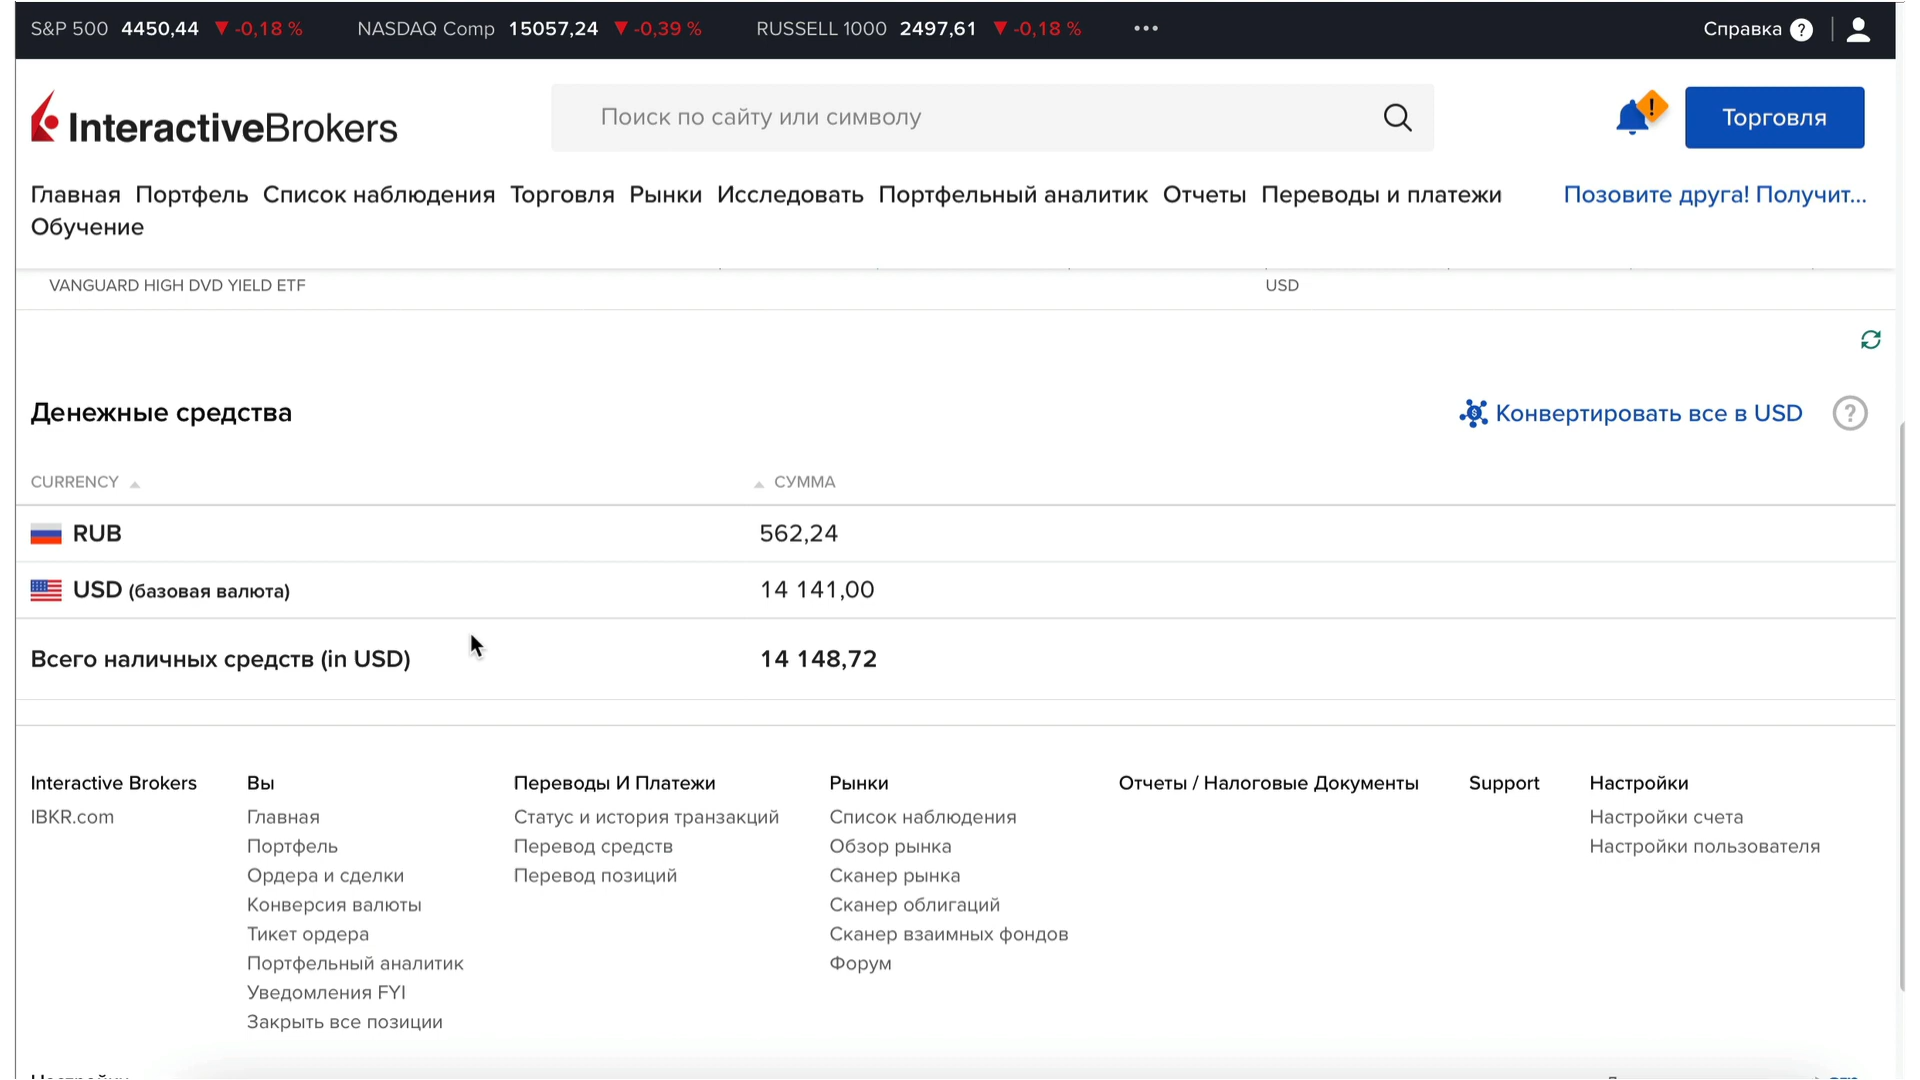 S&P 500 4450,44 ▼ -0,18 % NASDAQ Comp 15057,24 ▼ -0,39 % RUSSELL 1000 2497,61 ▼ -0,18 % ••• Справка ?
InteractiveBrokers Поиск по сайту или символу ! Торговля
Главная Портфель Список наблюдения Торговля Рынки Исследовать Портфельный аналитик Отчеты Переводы и платежи Позовите друга! Получит...
Обучение
VANGUARD HIGH DVD YIELD ETF USD
Денежные средства Конвертировать все в USD ?
CURRENCY СУММА
RUB 562,24
USD (базовая валюта) 14 141,00
Всего наличных средств (in USD) 14 148,72
Interactive Brokers Вы Переводы И Платежи Рынки Отчеты / Налоговые Документы Support Настройки
IBKR.com Главная Статус и история транзакций Список наблюдения Настройки счета
Портфель Перевод средств Обзор рынка Настройки пользователя
Ордера и сделки Перевод позиций Сканер рынка
Конверсия валюты Сканер облигаций
Тикет ордера Сканер взаимных фондов
Портфельный аналитик Форум
Уведомления FYI
Закрыть все позиции